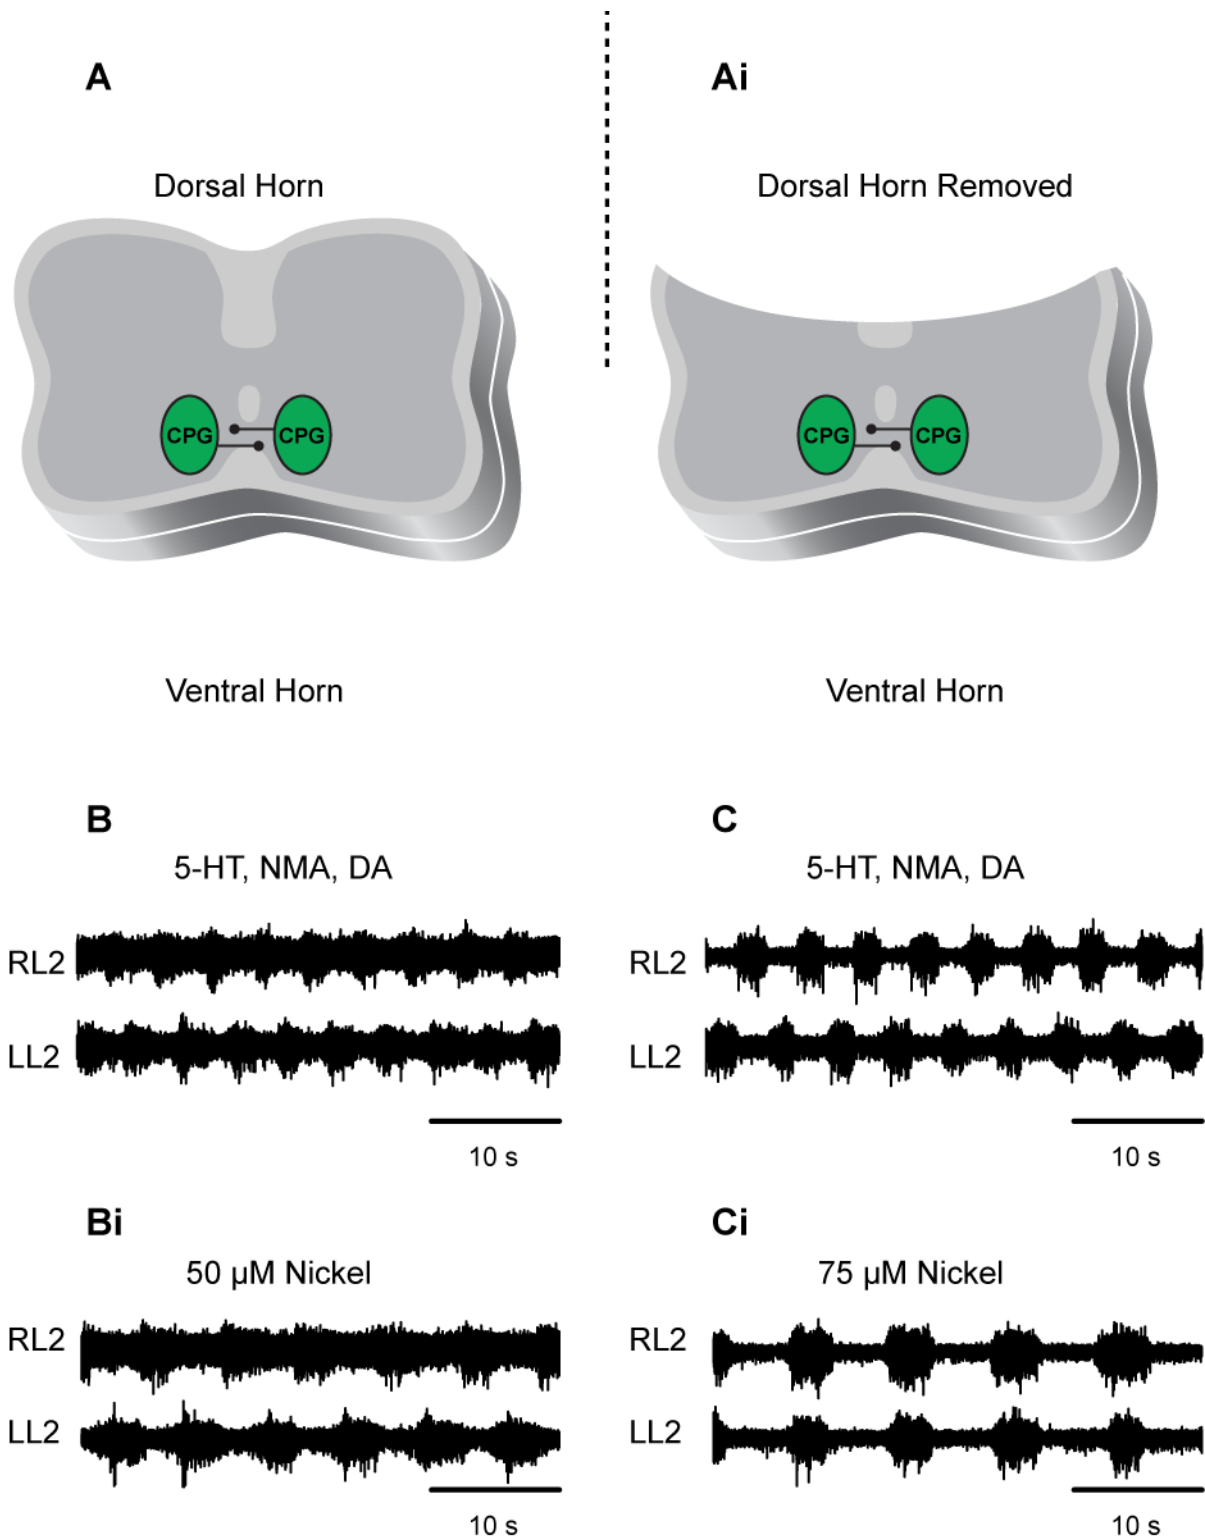 A
Ai
Dorsal Horn
Dorsal Horn Removed
CPG
CPG
CPG
CPG
Ventral Horn
Ventral Horn
B
5-HT, NMA, DA
RL2
LL2
10 s
C
5-HT, NMA, DA
RL2
LL2
10 s
Bi
50 µM Nickel
RL2
LL2
10 s
Ci
75 µM Nickel
RL2
LL2
10 s